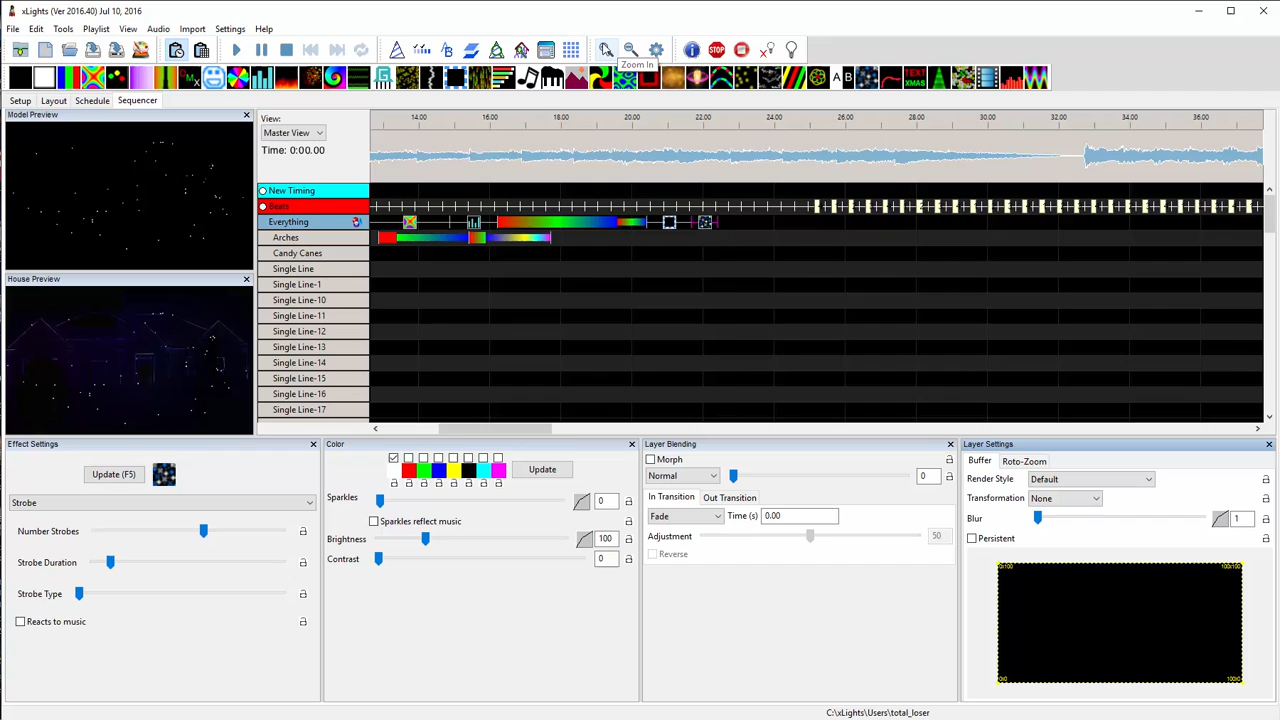 xLights (Ver 2016.40) Jul 10, 2016
File Edit Tools Playlist View Audio Import Settings Help
Zoom In
A B
TEXT
XMAS
Setup Layout Schedule Sequencer
Model Preview
House Preview
View:
Master View
Time: 0:00.00
14.00 16.00 18.00 20.00 22.00 24.00 26.00 28.00 30.00 32.00 34.00 36.00
New Timing
Beats
Everything
Arches
Candy Canes
Single Line
Single Line-1
Single Line-10
Single Line-11
Single Line-12
Single Line-13
Single Line-14
Single Line-15
Single Line-16
Single Line-17
Effect Settings
Update (F5)
Strobe
Number Strobes
Strobe Duration
Strobe Type
Reacts to music
Color
Update
Sparkles 0
Sparkles reflect music
Brightness 100
Contrast 0
Layer Blending
Morph
Normal 0
In Transition Out Transition
Fade Time (s) 0.00
Adjustment 50
Reverse
Layer Settings
Buffer Roto-Zoom
Render Style Default
Transformation None
Blur 1
Persistent
0x100 100x100
0x0 100x0
C:\xLights\Users\total_loser